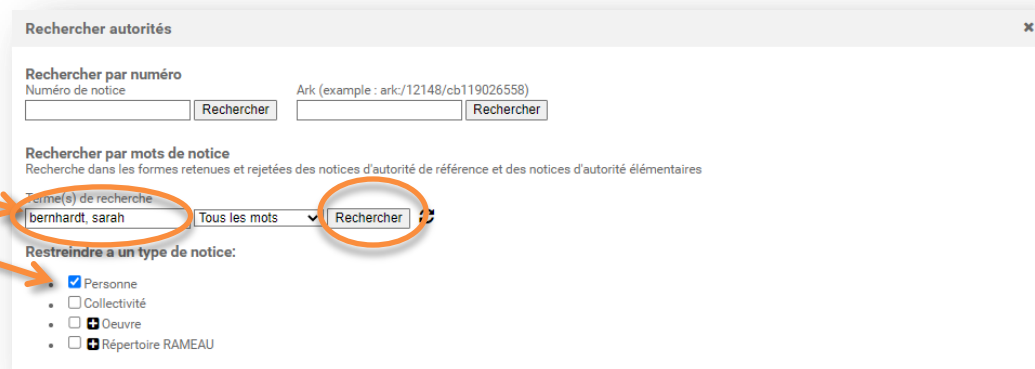 Rechercher autorités ×
Rechercher par numéro
Numéro de notice Ark (example : ark:/12148/cb119026558)
Rechercher Rechercher
Rechercher par mots de notice
Recherche dans les formes retenues et rejetées des notices d'autorité de référence et des notices d'autorité élémentaires
Terme(s) de recherche
bernhardt, sarah Tous les mots Rechercher
Restreindre a un type de notice:
Personne
Collectivité
Oeuvre
Répertoire RAMEAU